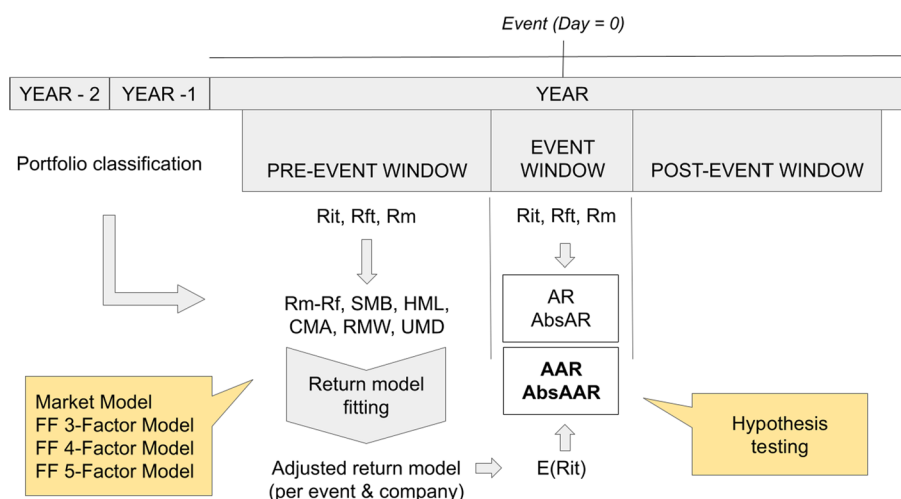 Event (Day = 0)
YEAR - 2
YEAR -1
YEAR
Portfolio classification
PRE-EVENT WINDOW
EVENT
WINDOW
POST-EVENT WINDOW
Rit, Rft, Rm
Rit, Rft, Rm
Rm-Rf, SMB, HML,
CMA, RMW, UMD
AR
AbsAR
AAR
AbsAAR
Return model
fitting
Market Model
FF 3-Factor Model
FF 4-Factor Model
FF 5-Factor Model
Hypothesis
testing
Adjusted return model
(per event & company)
E(Rit)